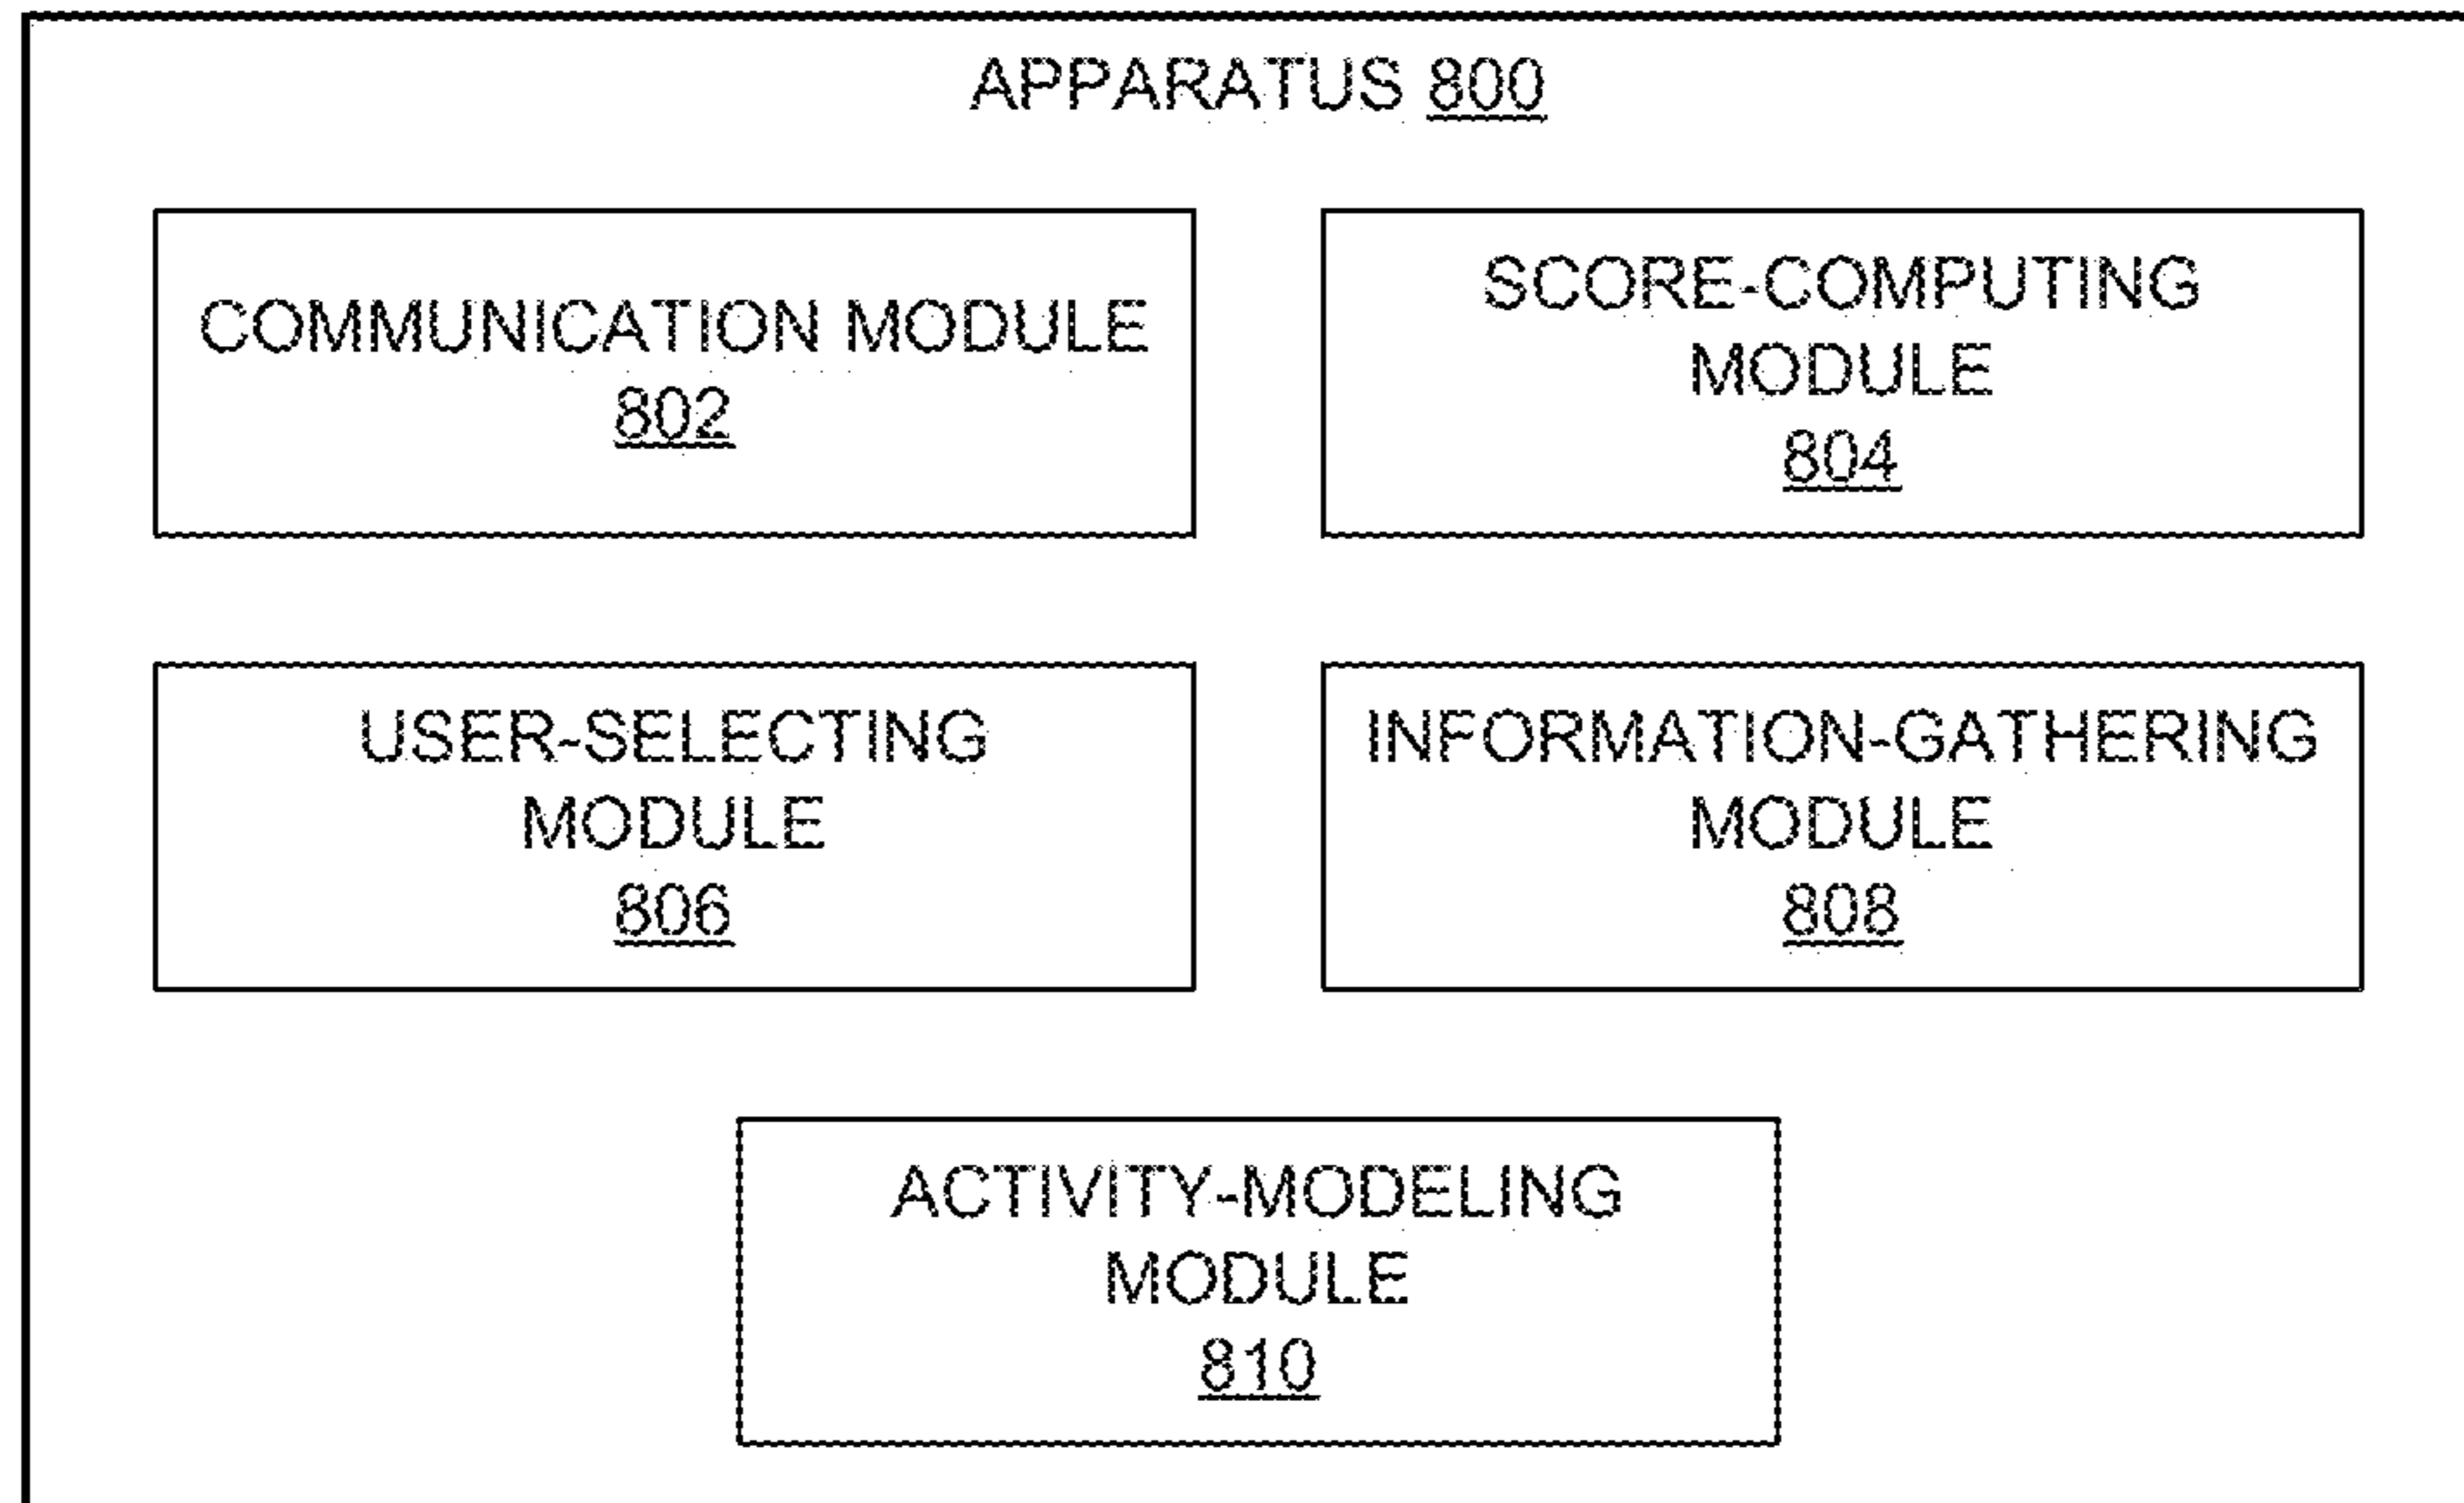 APPARATUS 800
COMMUNICATION MODULE
802
SCORE-COMPUTING
MODULE
804
USER-SELECTING
MODULE
806
INFORMATION-GATHERING
MODULE
808
ACTIVITY-MODELING
MODULE
810